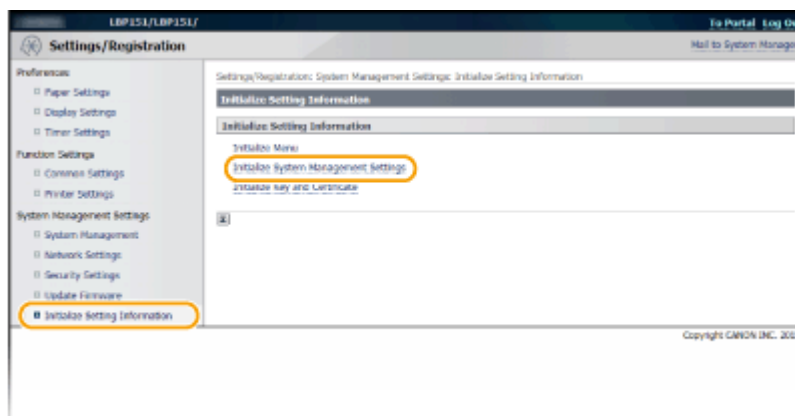 LBP151/LBP151/
To Portal Log O
Settings/Registration
Mail to System Manage
Preferences
Paper Settings
Display Settings
Timer Settings
Function Settings
Common Settings
Printer Settings
System Management Settings
System Management
Network Settings
Security Settings
Update Firmware
Initialize Setting Information
Settings/Registration: System Management Settings: Initialize Setting Information
Initialize Setting Information
Initialize Setting Information
Initialize Menu
Initialize System Management Settings
Initialize Key and Certificate
Copyright CANON INC. 201